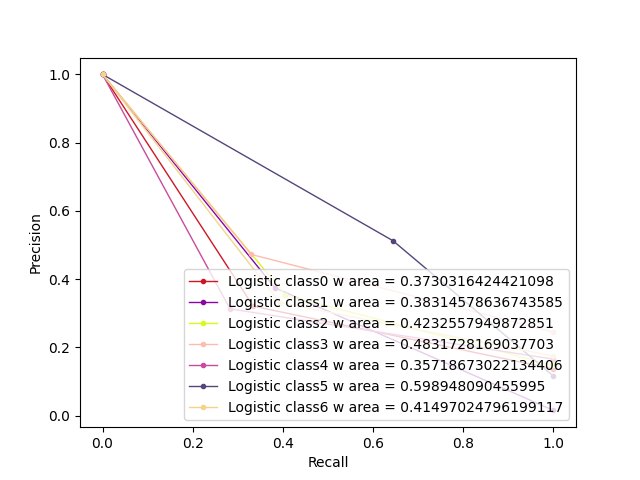 1.0
0.8
0.6
0.4
0.2
0.0
Precision
Logistic class0 w area = 0.3730316424421098
Logistic class1 w area = 0.38314578636743585
Logistic class2 w area = 0.4232557949872851
Logistic class3 w area = 0.4831728169037703
Logistic class4 w area = 0.35718673022134406
Logistic class5 w area = 0.598948090455995
Logistic class6 w area = 0.41497024796199117
0.0 0.2 0.4 0.6 0.8 1.0
Recall